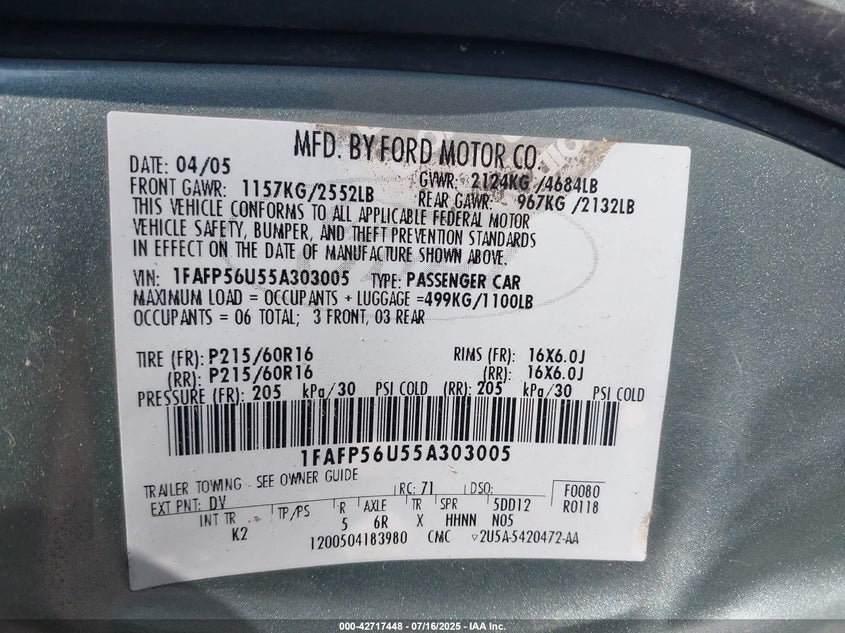 MFD. BY FORD MOTOR CO.
DATE: 04/05 GVWR: 2124KG /4684LB
FRONT GAWR: 1157KG/2552LB REAR GAWR: 967KG /2132LB
THIS VEHICLE CONFORMS TO ALL APPLICABLE FEDERAL MOTOR
VEHICLE SAFETY, BUMPER, AND THEFT PREVENTION STANDARDS
IN EFFECT ON THE DATE OF MANUFACTURE SHOWN ABOVE.
VIN: 1FAFP56U55A303005 TYPE: PASSENGER CAR
MAXIMUM LOAD = OCCUPANTS + LUGGAGE =499KG/1100LB
OCCUPANTS = 06 TOTAL; 3 FRONT, 03 REAR
TIRE (FR): P215/60R16 RIMS (FR): 16X6.0J
(RR): P215/60R16 (RR): 16X6.0J
PRESSURE (FR): 205 kPa/30 PSI COLD (RR): 205 kPa/30 PSI COLD
1FAFP56U55A303005
TRAILER TOWING - SEE OWNER GUIDE
EXT PNT: DV RC: 71 DSO: F0080
R0118
INT TR TP/PS R AXLE TR SPR 5DD12
K2 5 6R X HHNN N05
1200504183980 CMC ▽2U5A-5420472-AA
000-42717448 - 07/16/2025 - IAA Inc.